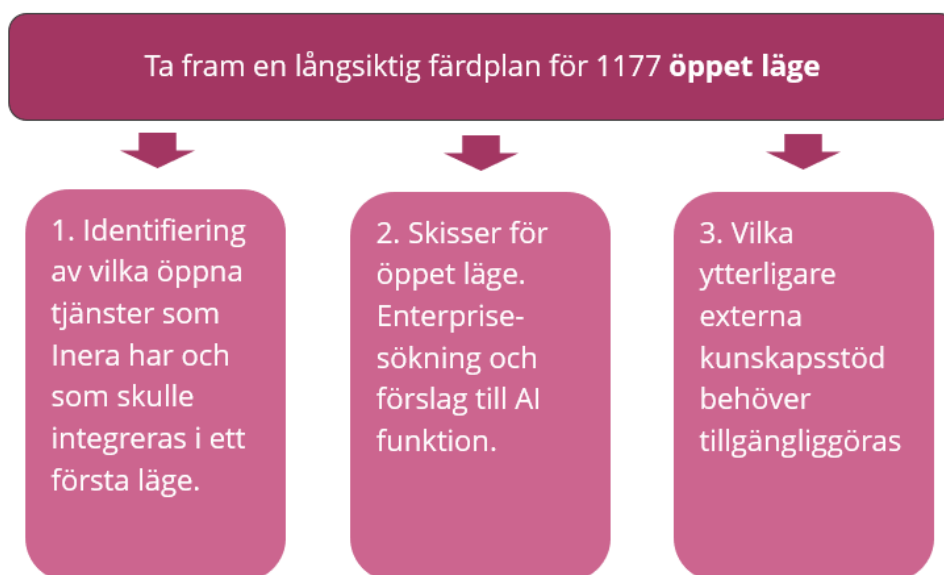 Ta fram en långsiktig färdplan för 1177 öppet läge
1. Identifiering
av vilka öppna
tjänster som
Inera har och
som skulle
integreras i ett
första läge.
2. Skisser för
öppet läge.
Enterprise-
sökning och
förslag till AI
funktion.
3. Vilka
ytterligare
externa
kunskapsstöd
behöver
tillgängliggöras